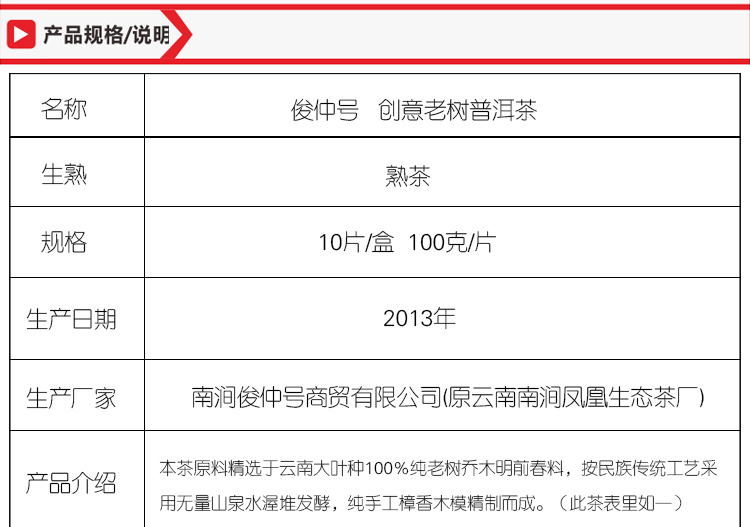 产品规格/说明
名称 俊仲号 创意老树普洱茶
生熟 熟茶
规格 10片/盒 100克/片
生产日期 2013年
生产厂家 南涧俊仲号商贸有限公司(原云南南涧凤凰生态茶厂)
产品介绍 本茶原料精选于云南大叶种100%纯老树乔木明前春料，按民族传统工艺采
用无量山泉水渥堆发酵，纯手工樟香木模精制而成。（此茶表里如一）